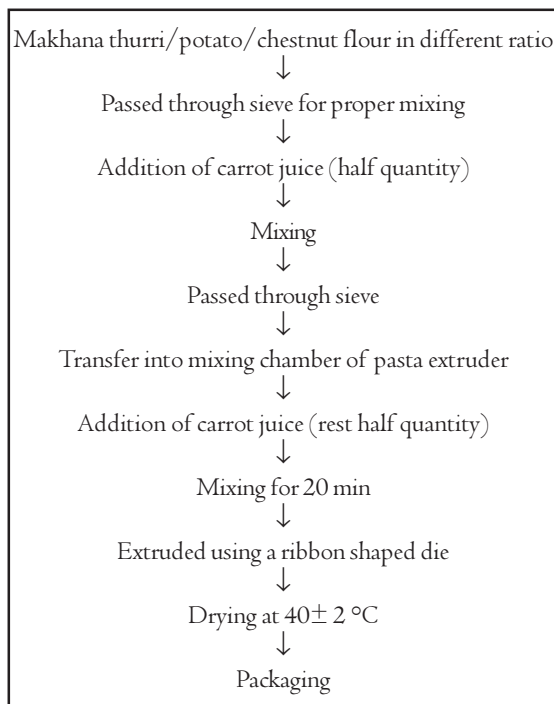 Makhana thurri/potato/chestnut flour in different ratio
↓
Passed through sieve for proper mixing
↓
Addition of carrot juice (half quantity)
↓
Mixing
↓
Passed through sieve
↓
Transfer into mixing chamber of pasta extruder
↓
Addition of carrot juice (rest half quantity)
↓
Mixing for 20 min
↓
Extruded using a ribbon shaped die
↓
Drying at 40± 2 °C
↓
Packaging